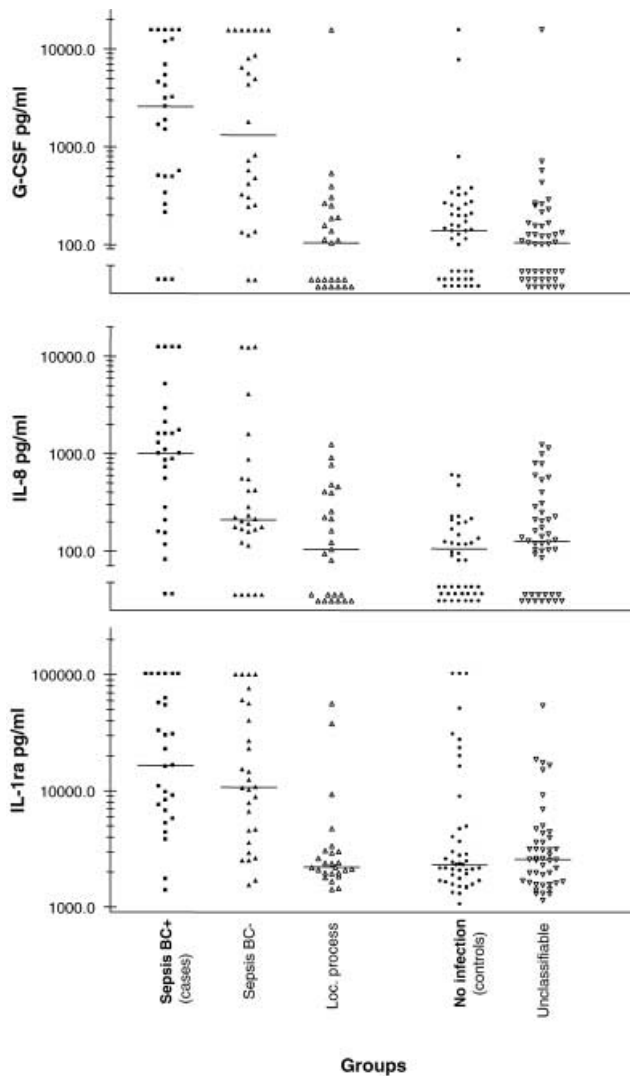 G-CSF pg/ml
10000.0
1000.0
100.0
IL-8 pg/ml
10000.0
1000.0
100.0
IL-1ra pg/ml
100000.0
10000.0
1000.0
Sepsis BC+
(cases)
Sepsis BC-
Loc. process
No infection
(controls)
Unclassifiable
Groups